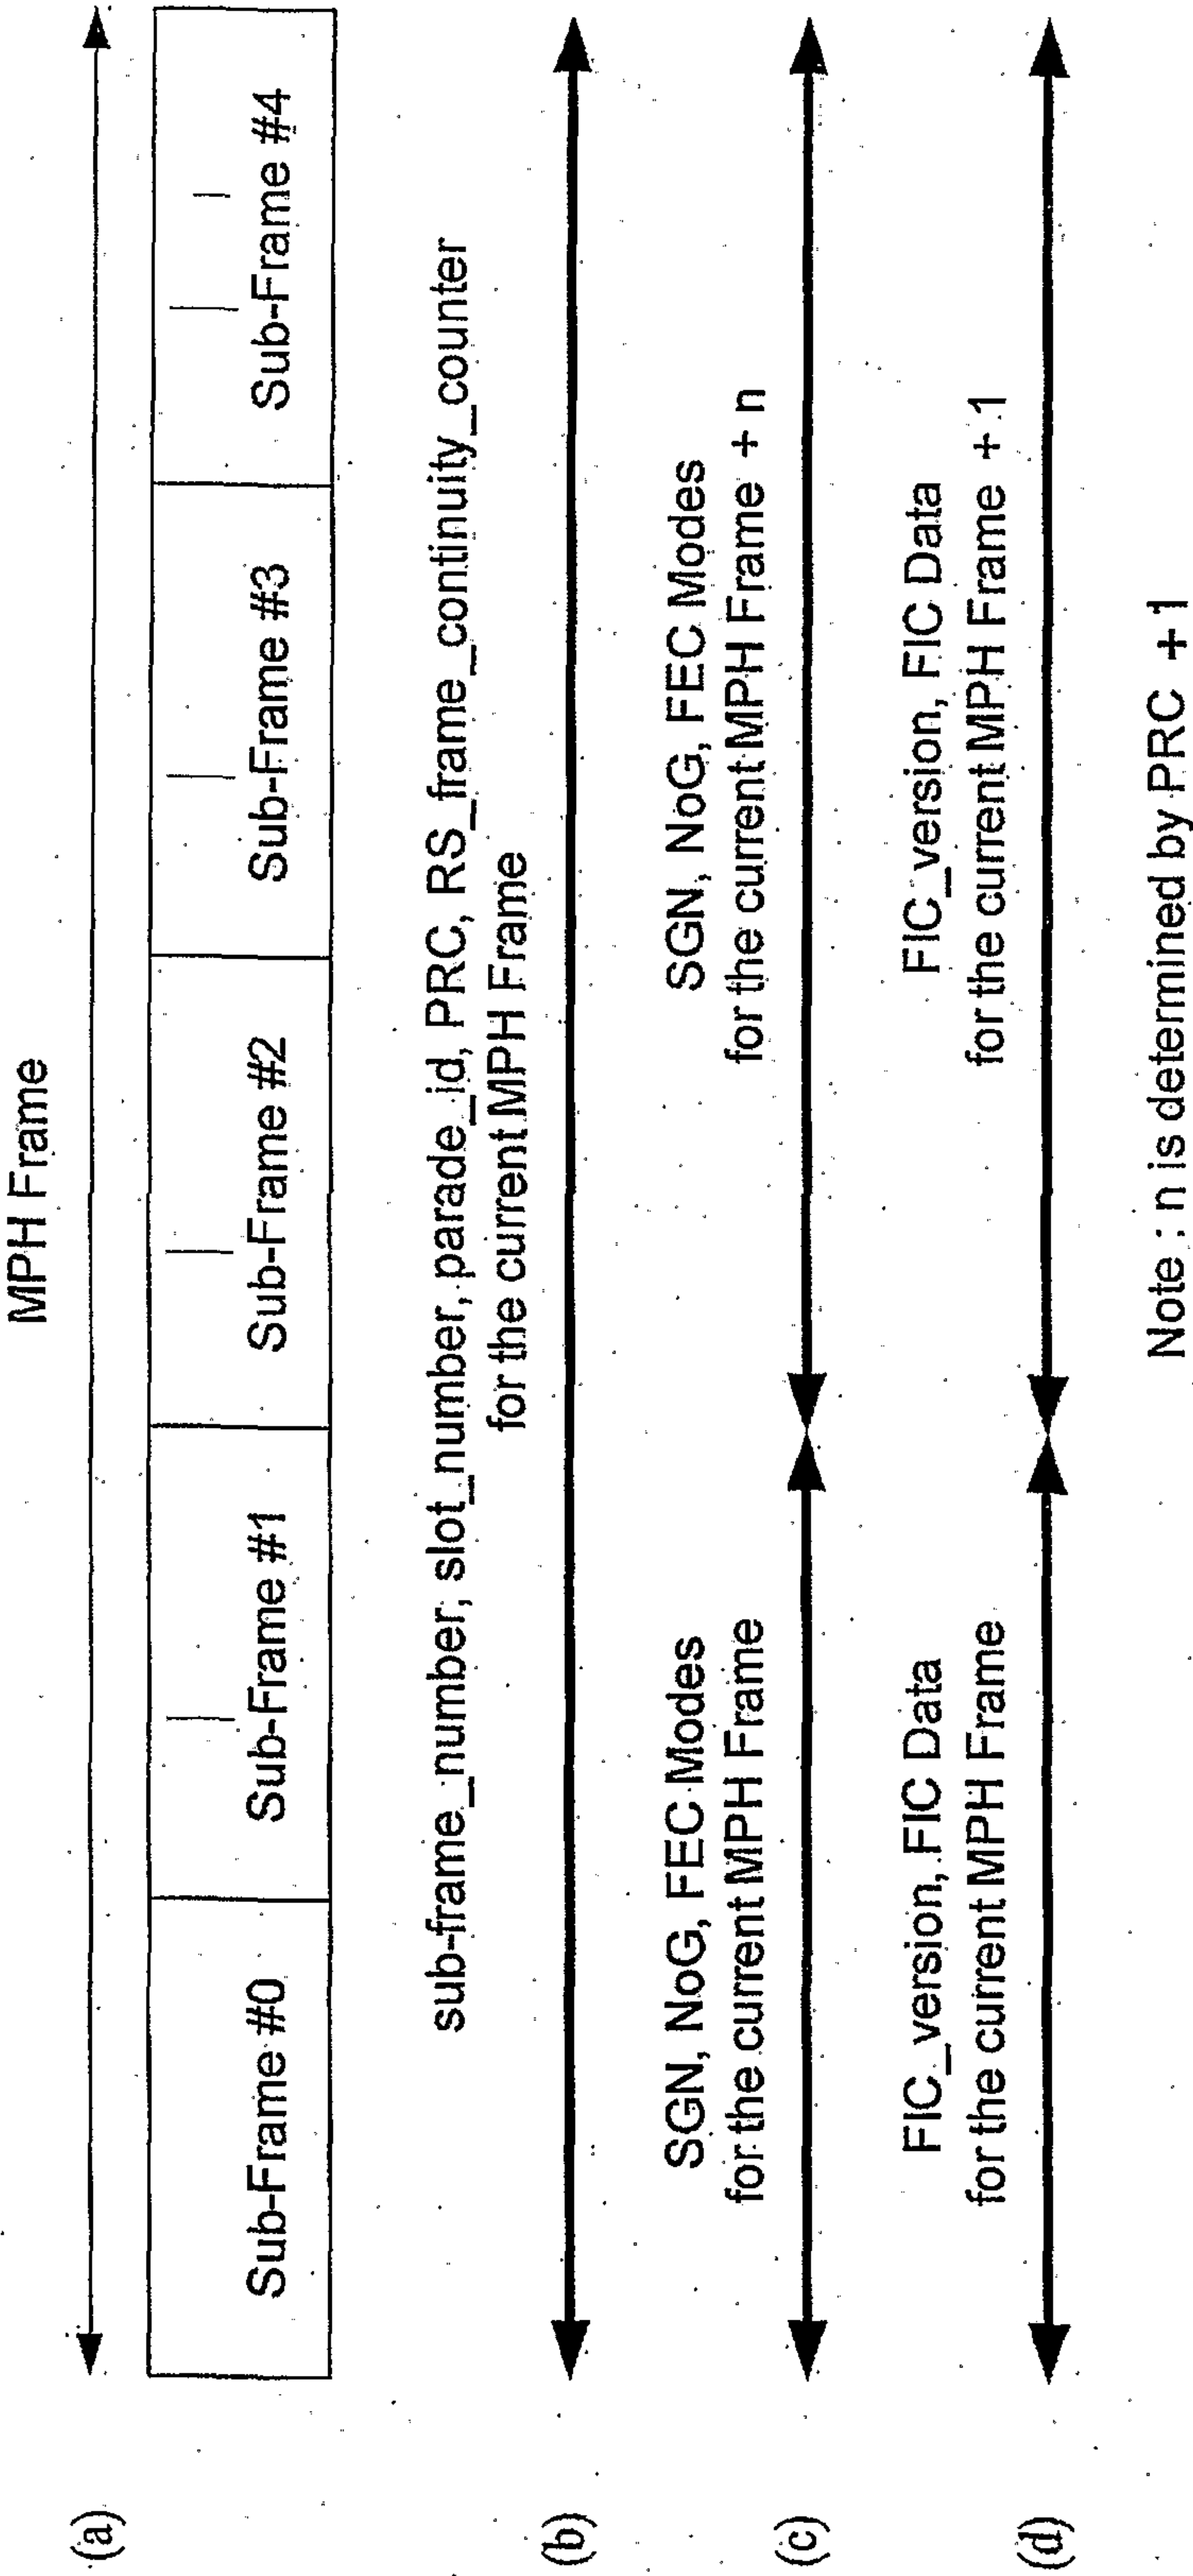 MPH Frame
(a)
Sub-Frame #0 Sub-Frame #1 Sub-Frame #2 Sub-Frame #3 Sub-Frame #4
sub-frame_number, slot_number, parade_id, PRC, RS_frame_continuity_counter
for the current MPH Frame
(b)
SGN, NoG, FEC Modes
for the current MPH Frame
SGN, NoG, FEC Modes
for the current MPH Frame + n
(c)
FIC_version, FIC Data
for the current MPH Frame
FIC_version, FIC Data
for the current MPH Frame + 1
(d)
Note : n is determined by PRC +1